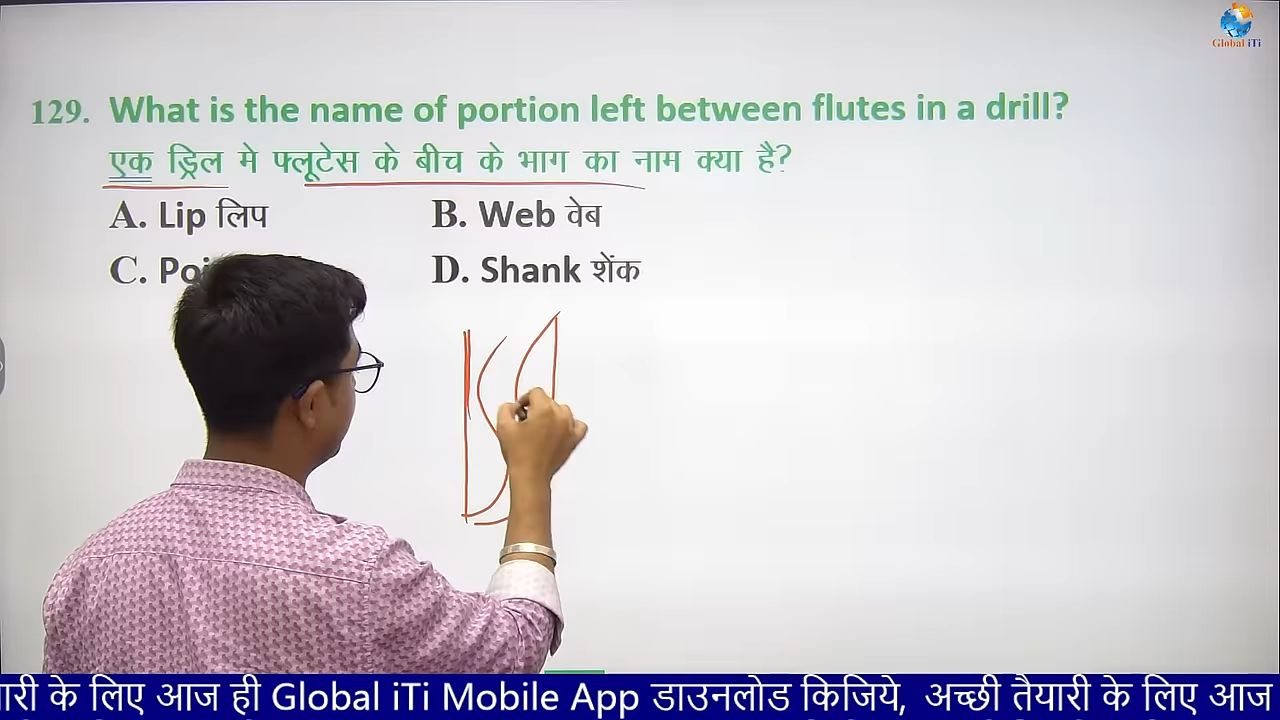 Global iTi
129. What is the name of portion left between flutes in a drill?
एक ड्रिल मे फ्लूटेस के बीच के भाग का नाम क्या है?
A. Lip लिप B. Web वेब
C. D. Shank शेंक
के लिए आज ही Global iTi Mobile App डाउनलोड किजिये, अच्छी तैयारी के लिए आज